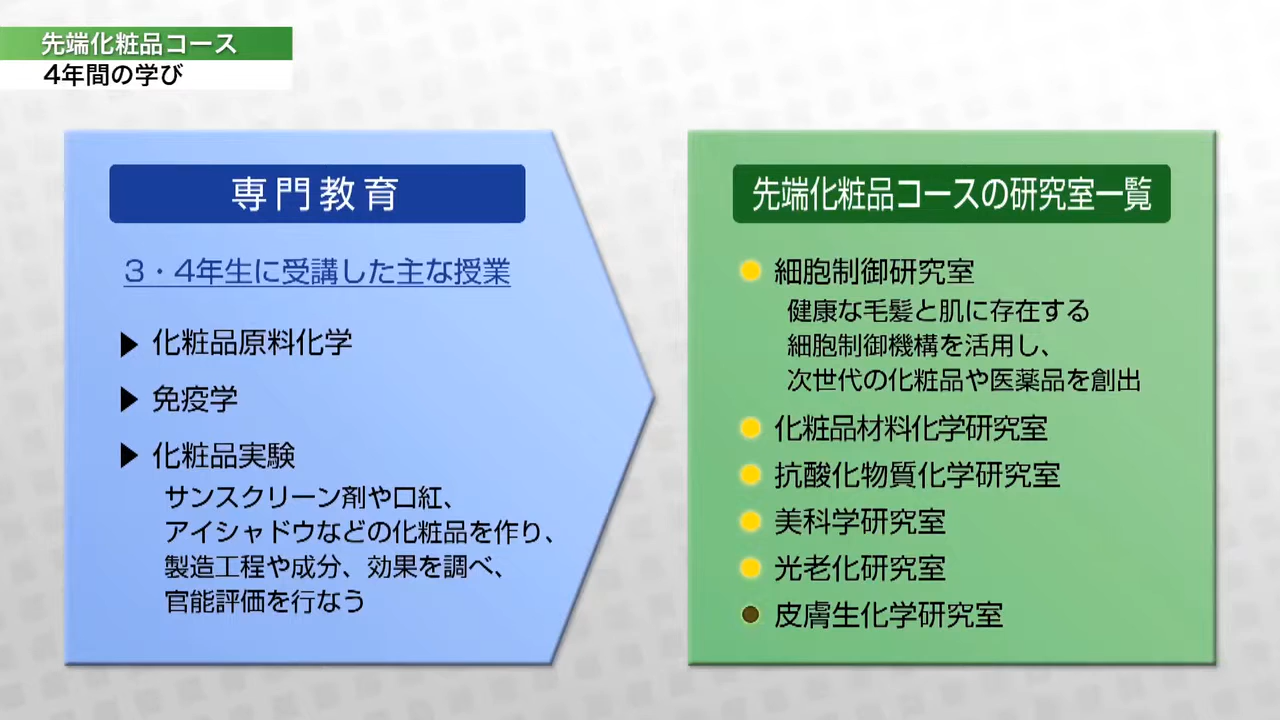 先端化粧品コース
4年間の学び
専門教育
3・4年生に受講した主な授業
▶ 化粧品原料化学
▶ 免疫学
▶ 化粧品実験
サンスクリーン剤や口紅、
アイシャドウなどの化粧品を作り、
製造工程や成分、効果を調べ、
官能評価を行なう
先端化粧品コースの研究室一覧
● 細胞制御研究室
健康な毛髪と肌に存在する
細胞制御機構を活用し、
次世代の化粧品や医薬品を創出
● 化粧品材料化学研究室
● 抗酸化物質化学研究室
● 美科学研究室
● 光老化研究室
● 皮膚生化学研究室